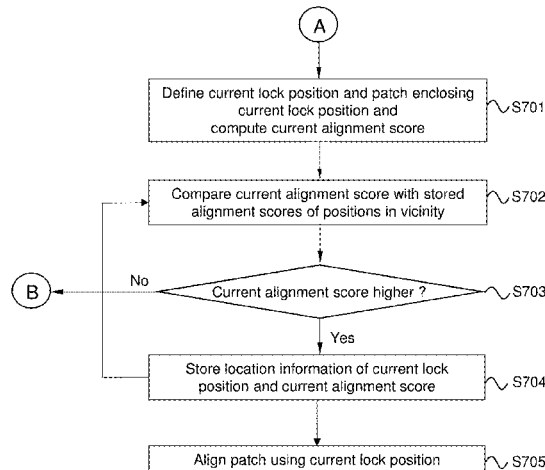 A
Define current lock position and patch enclosing
current lock position and
compute current alignment score
S701
Compare current alignment score with stored
alignment scores of positions in vicinity
S702
No
B
Current alignment score higher ?
S703
Yes
Store location information of current lock
position and current alignment score
S704
Align patch using current lock position
S705